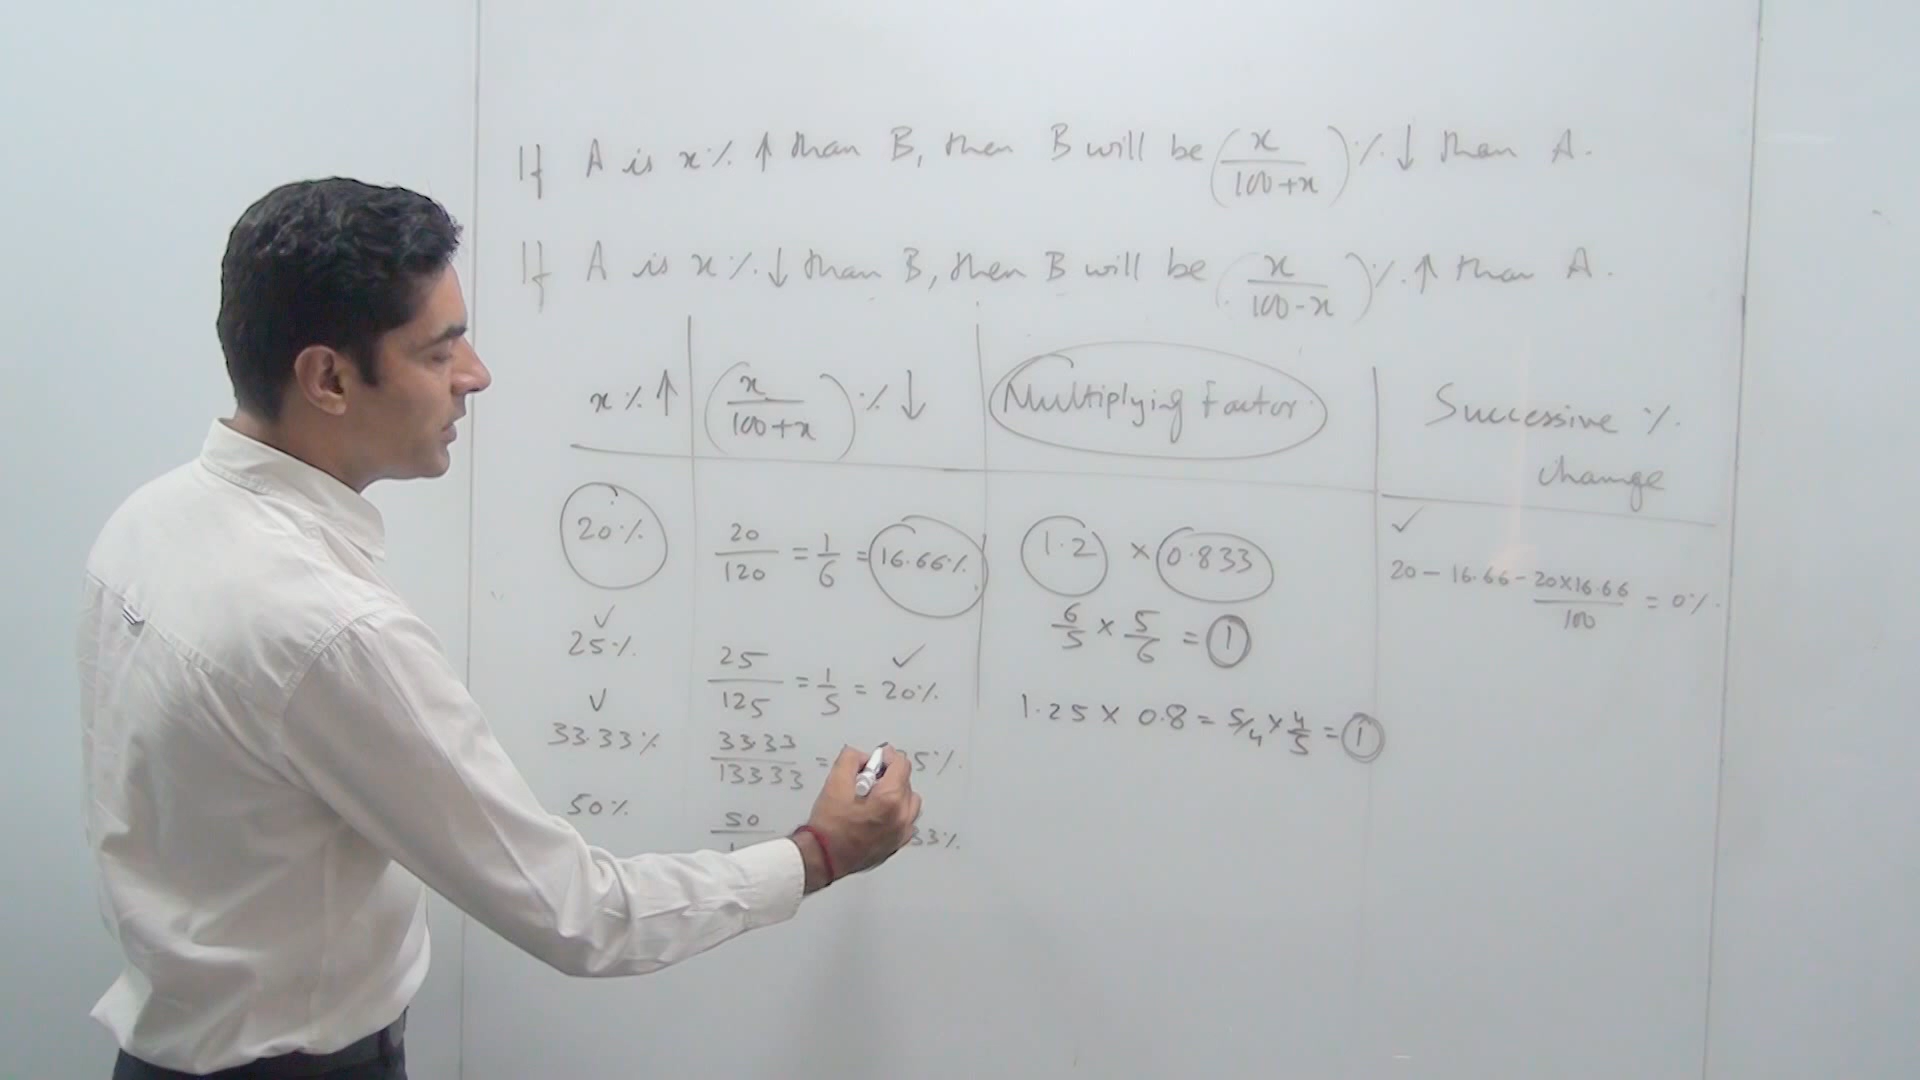 If A is x% ↑ than B, then B will be (x/(100+x))% ↓ than A.
If A is x% ↓ than B, then B will be (x/(100-x))% ↑ than A.
x% ↑ (x/(100+x))% ↓ Multiplying Factor Successive % change
20% 20/120 = 1/6 = 16.66% 1.2 × 0.833 ✓ 20 - 16.66 - 20×16.66/100 = 0%.
6/5 × 5/6 = 1
✓ 25% 25/125 = 1/5 = 20% ✓ 1.25 × 0.8 = 5/4 × 4/5 = 1
✓ 33.33% 33.33/133.33 =
50% 50